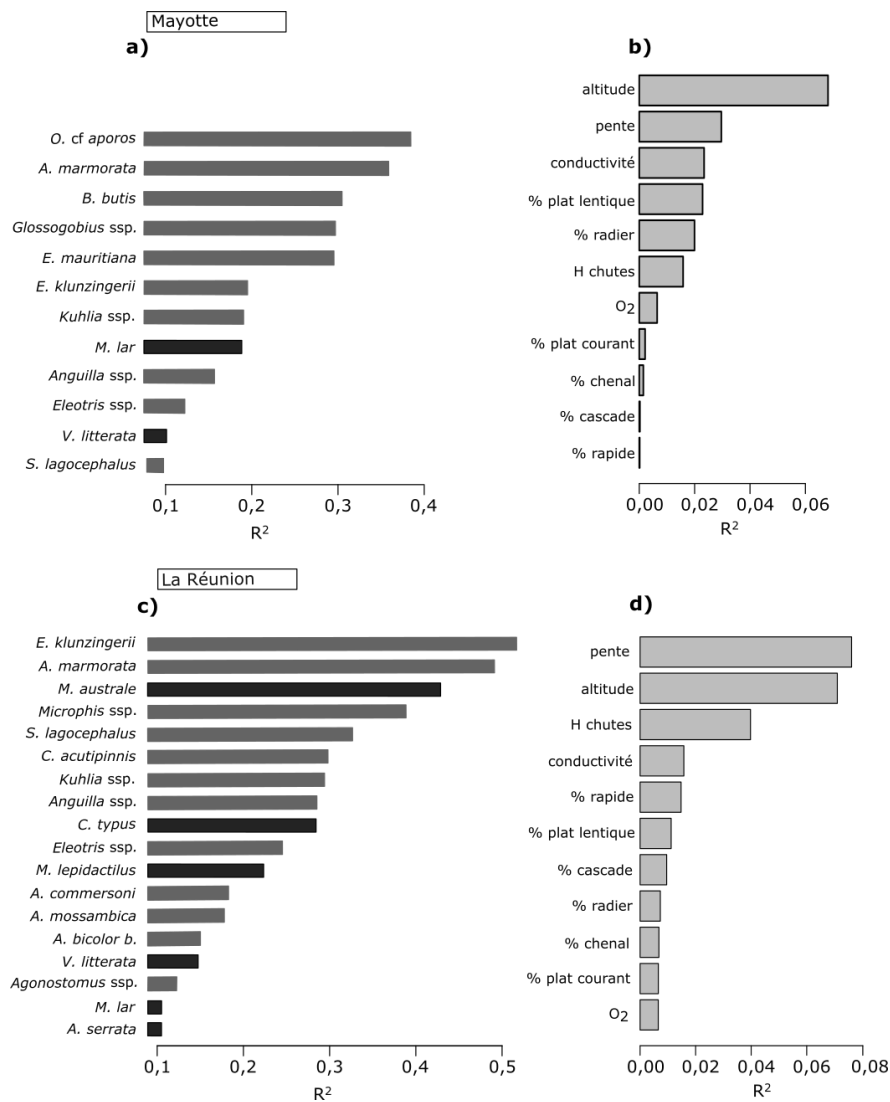 Mayotte
a)
O. cf aporos
A. marmorata
B. butis
Glossogobius ssp.
E. mauritiana
E. klunzingerii
Kuhlia ssp.
M. lar
Anguilla ssp.
Eleotris ssp.
V. litterata
S. lagocephalus
0,1 0,2 0,3 0,4
R²
b)
altitude
pente
conductivité
% plat lentique
% radier
H chutes
O2
% plat courant
% chenal
% cascade
% rapide
0,00 0,02 0,04 0,06
R²
La Réunion
c)
E. klunzingerii
A. marmorata
M. australe
Microphis ssp.
S. lagocephalus
C. acutipinnis
Kuhlia ssp.
Anguilla ssp.
C. typus
Eleotris ssp.
M. lepidactilus
A. commersoni
A. mossambica
A. bicolor b.
V. litterata
Agonostomus ssp.
M. lar
A. serrata
0,1 0,2 0,3 0,4 0,5
R²
d)
pente
altitude
H chutes
conductivité
% rapide
% plat lentique
% cascade
% radier
% chenal
% plat courant
O2
0,00 0,02 0,04 0,06 0,08
R²